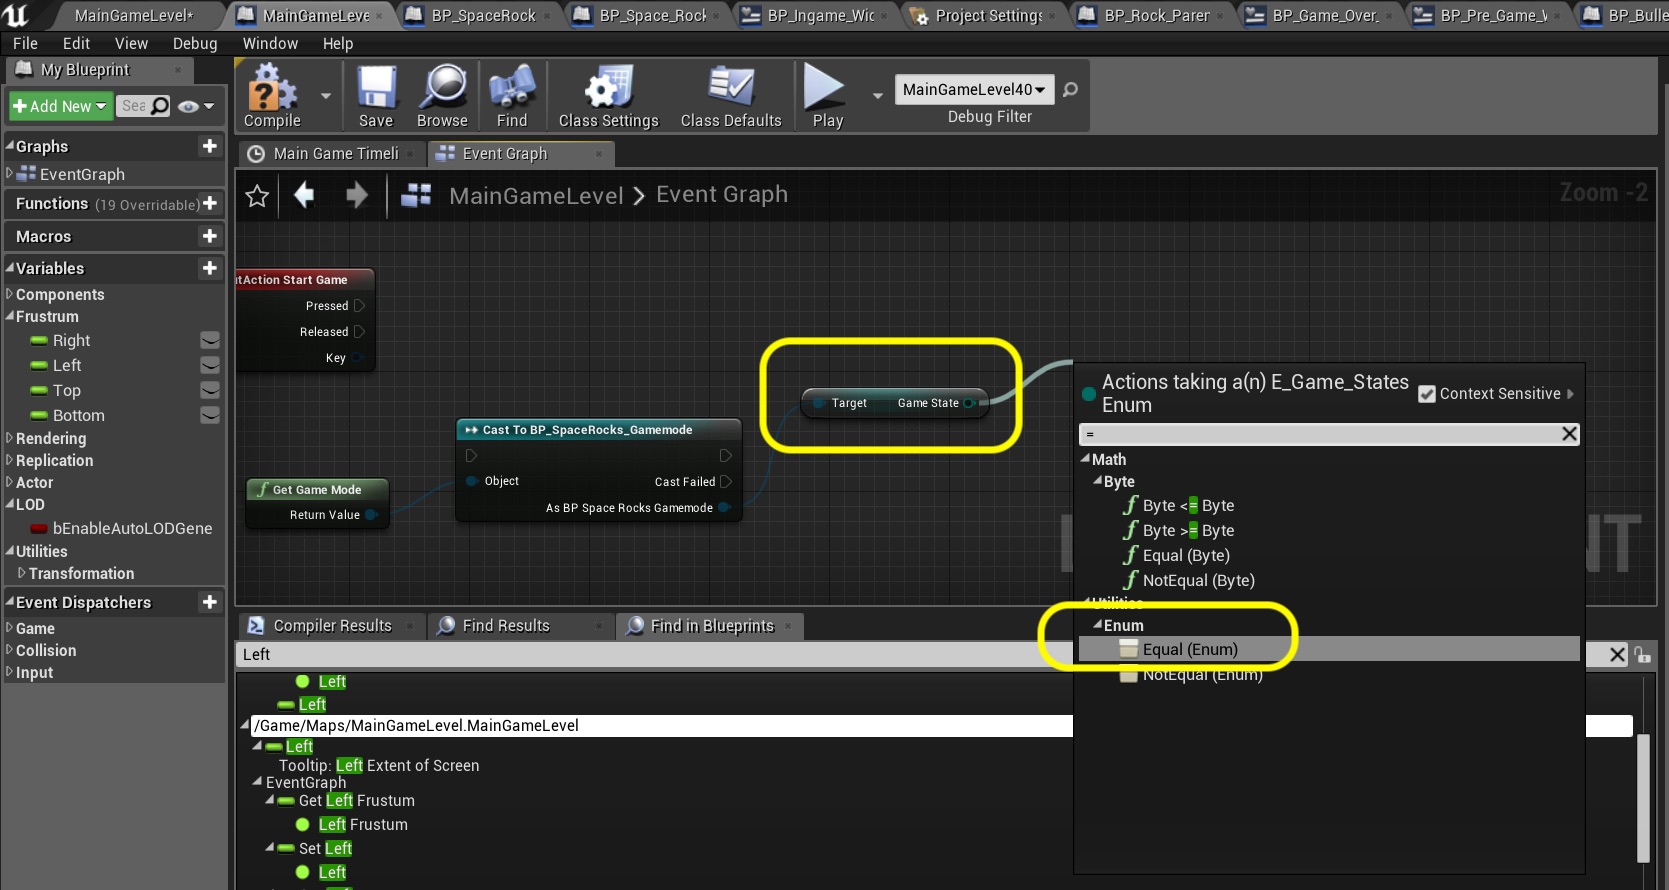 MainGameLevel*
MainGameLeve
BP_SpaceRock
BP_Space_Rock
BP_Ingame_Wid
Project Settings
BP_Rock_Paren
BP_Game_Over_
BP_Pre_Game_W
BP_Bulle
File Edit View Debug Window Help
My Blueprint
Add New
Sea
Compile
Save
Browse
Find
Class Settings
Class Defaults
Play
MainGameLevel40
Debug Filter
Graphs
EventGraph
Functions (19 Overridable)
Macros
Variables
Components
Frustrum
Right
Left
Top
Bottom
Rendering
Replication
Actor
LOD
bEnableAutoLODGene
Utilities
Transformation
Event Dispatchers
Game
Collision
Input
Main Game Timeli
Event Graph
MainGameLevel > Event Graph
Zoom -2
utAction Start Game
Pressed
Released
Key
Get Game Mode
Return Value
Cast To BP_SpaceRocks_Gamemode
Object
Cast Failed
As BP Space Rocks Gamemode
Target
Game State
NT
Actions taking a(n) E_Game_States
Enum
Context Sensitive
=
Math
Byte
Byte <= Byte
Byte >= Byte
Equal (Byte)
NotEqual (Byte)
Utilities
Enum
Equal (Enum)
NotEqual (Enum)
Compiler Results
Find Results
Find in Blueprints
Left
Left
Left
/Game/Maps/MainGameLevel.MainGameLevel
Left
Tooltip: Left Extent of Screen
EventGraph
Get Left Frustum
Left Frustum
Set Left
Left